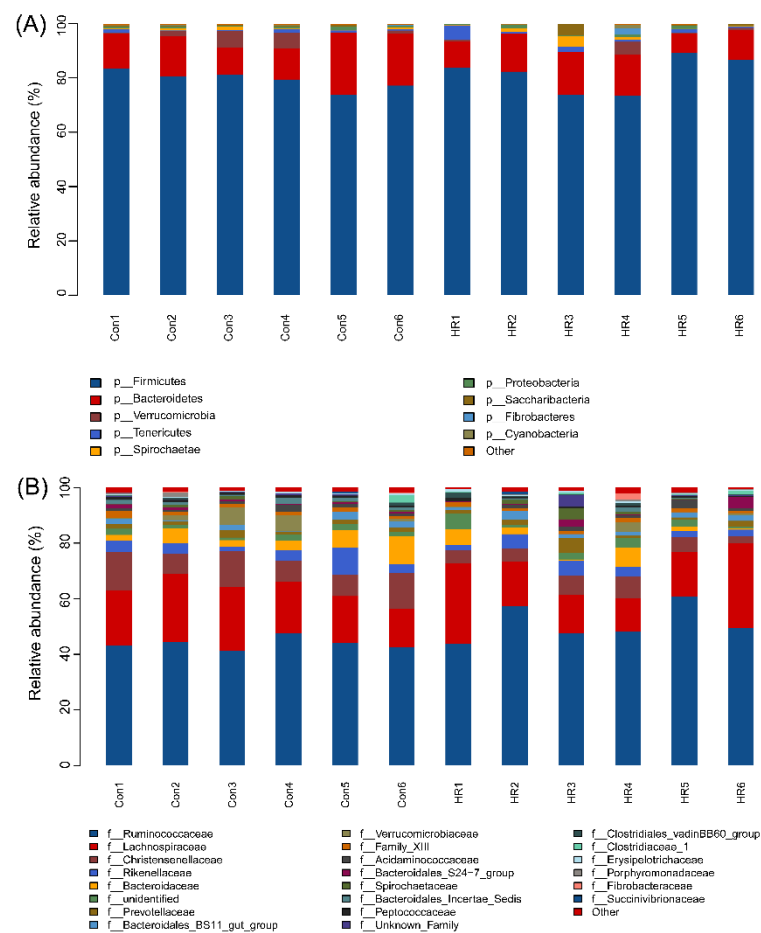 (A)
Relative abundance (%)
100
80
60
40
20
0
Con1 Con2 Con3 Con4 Con5 Con6 HR1 HR2 HR3 HR4 HR5 HR6
p__Firmicutes
p__Bacteroidetes
p__Verrucomicrobia
p__Tenericutes
p__Spirochaetae
p__Proteobacteria
p__Saccharibacteria
p__Fibrobacteres
p__Cyanobacteria
Other
(B)
Relative abundance (%)
100
80
60
40
20
0
Con1 Con2 Con3 Con4 Con5 Con6 HR1 HR2 HR3 HR4 HR5 HR6
f__Ruminococcaceae
f__Lachnospiraceae
f__Christensenellaceae
f__Rikenellaceae
f__Bacteroidaceae
f__unidentified
f__Prevotellaceae
f__Bacteroidales_BS11_gut_group
f__Verrucomicrobiaceae
f__Family_XIII
f__Acidaminococcaceae
f__Bacteroidales_S24−7_group
f__Spirochaetaceae
f__Bacteroidales_Incertae_Sedis
f__Peptococcaceae
f__Unknown_Family
f__Clostridiales_vadinBB60_group
f__Clostridiaceae_1
f__Erysipelotrichaceae
f__Porphyromonadaceae
f__Fibrobacteraceae
f__Succinivibrionaceae
Other